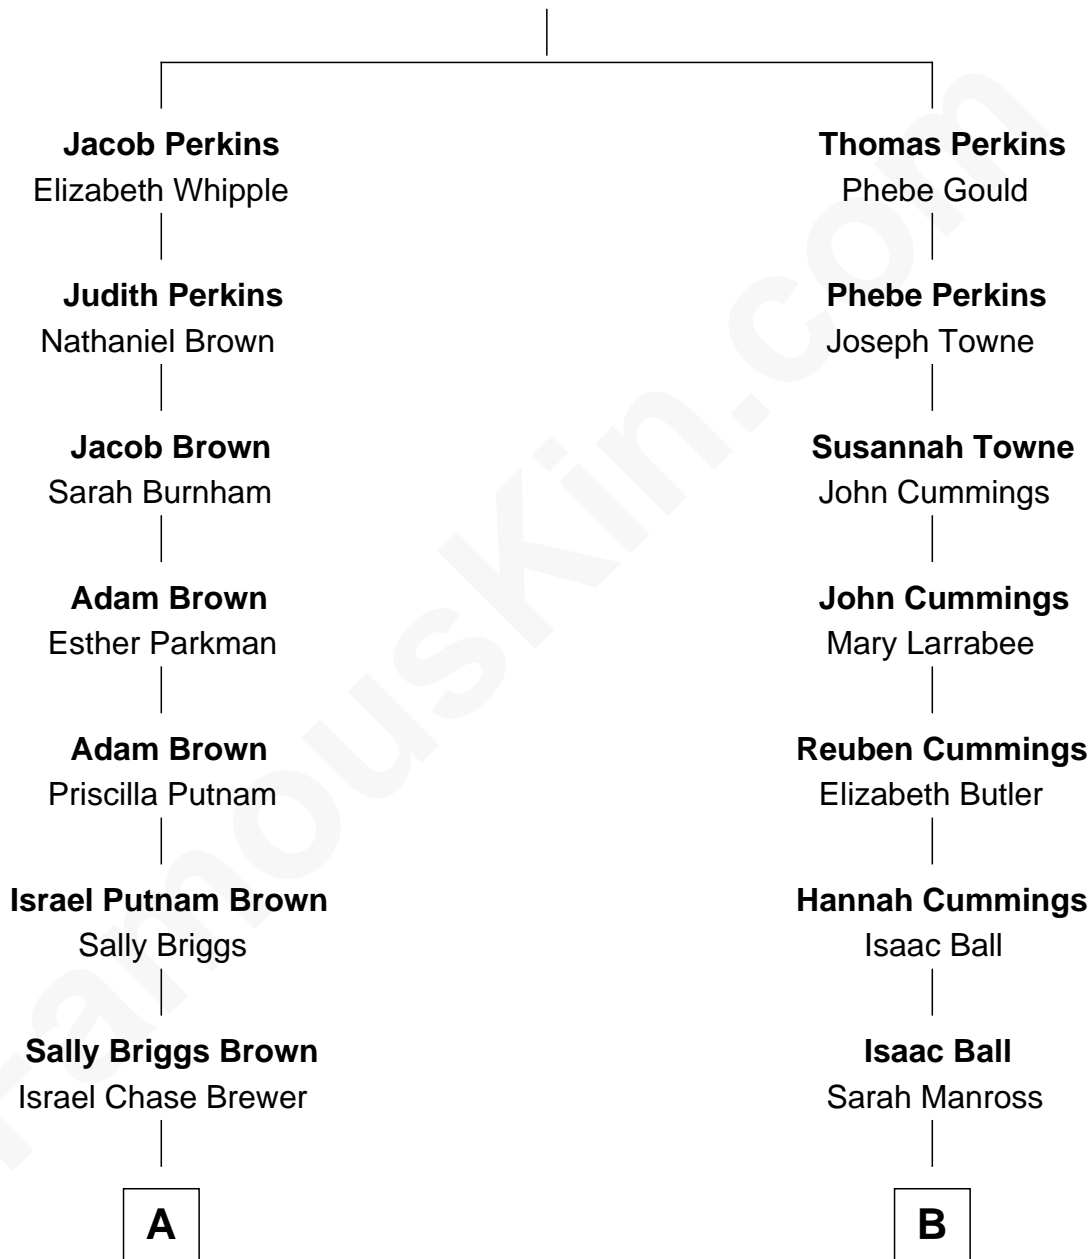 Jacob Perkins
Elizabeth Whipple
Judith Perkins
Nathaniel Brown
Jacob Brown
Sarah Burnham
Adam Brown
Esther Parkman
Adam Brown
Priscilla Putnam
Israel Putnam Brown
Sally Briggs
Sally Briggs Brown
Israel Chase Brewer
A
Thomas Perkins
Phebe Gould
Phebe Perkins
Joseph Towne
Susannah Towne
John Cummings
John Cummings
Mary Larrabee
Reuben Cummings
Elizabeth Butler
Hannah Cummings
Isaac Ball
Isaac Ball
Sarah Manross
B
FamousKin.com